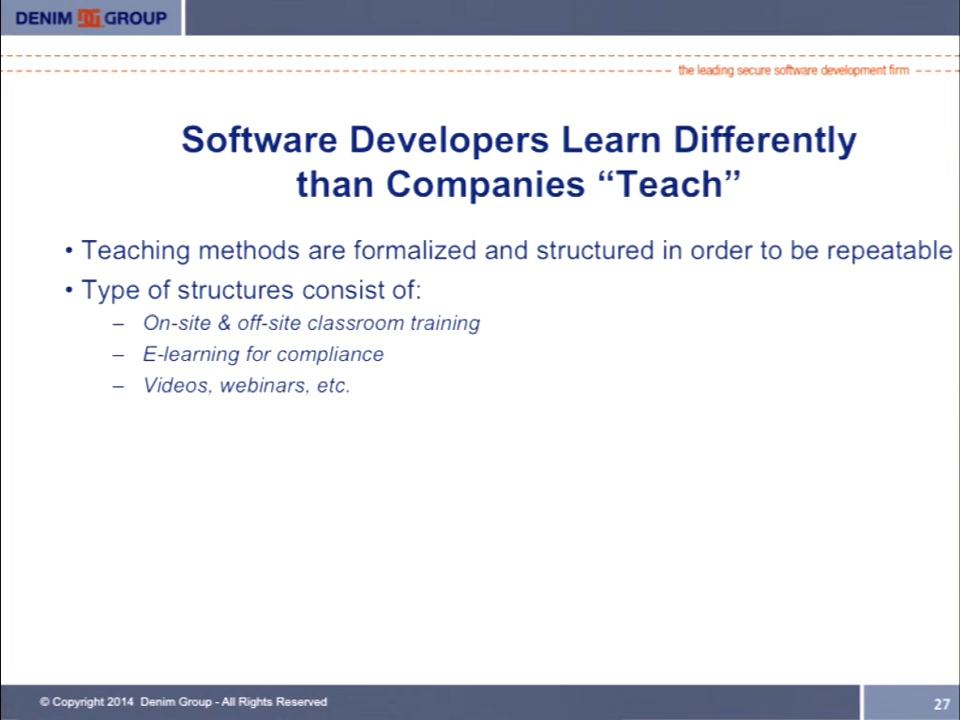 DENIM GROUP
the leading secure software development firm
Software Developers Learn Differently
than Companies “Teach”
• Teaching methods are formalized and structured in order to be repeatable
• Type of structures consist of:
– On-site & off-site classroom training
– E-learning for compliance
– Videos, webinars, etc.
© Copyright 2014 Denim Group - All Rights Reserved
27